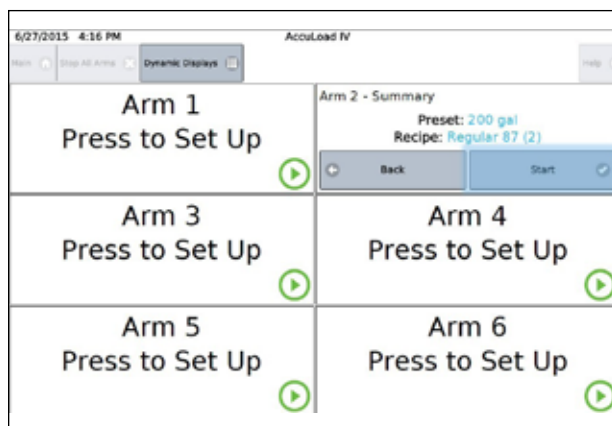 6/27/2015 4:16 PM AccuLoad IV
Main Stop All Arms Dynamic Displays Help
Arm 1
Press to Set Up
Arm 2 - Summary
Preset: 200 gal
Recipe: Regular 87 (2)
Back Start
Arm 3
Press to Set Up
Arm 4
Press to Set Up
Arm 5
Press to Set Up
Arm 6
Press to Set Up